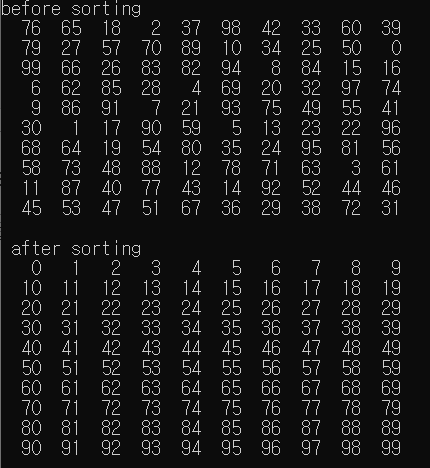 before sorting
76 65 18 2 37 98 42 33 60 39
79 27 57 70 89 10 34 25 50 0
99 66 26 83 82 94 8 84 15 16
6 62 85 28 4 69 20 32 97 74
9 86 91 7 21 93 75 49 55 41
30 1 17 90 59 5 13 23 22 96
68 64 19 54 80 35 24 95 81 56
58 73 48 88 12 78 71 63 3 61
11 87 40 77 43 14 92 52 44 46
45 53 47 51 67 36 29 38 72 31
after sorting
0 1 2 3 4 5 6 7 8 9
10 11 12 13 14 15 16 17 18 19
20 21 22 23 24 25 26 27 28 29
30 31 32 33 34 35 36 37 38 39
40 41 42 43 44 45 46 47 48 49
50 51 52 53 54 55 56 57 58 59
60 61 62 63 64 65 66 67 68 69
70 71 72 73 74 75 76 77 78 79
80 81 82 83 84 85 86 87 88 89
90 91 92 93 94 95 96 97 98 99